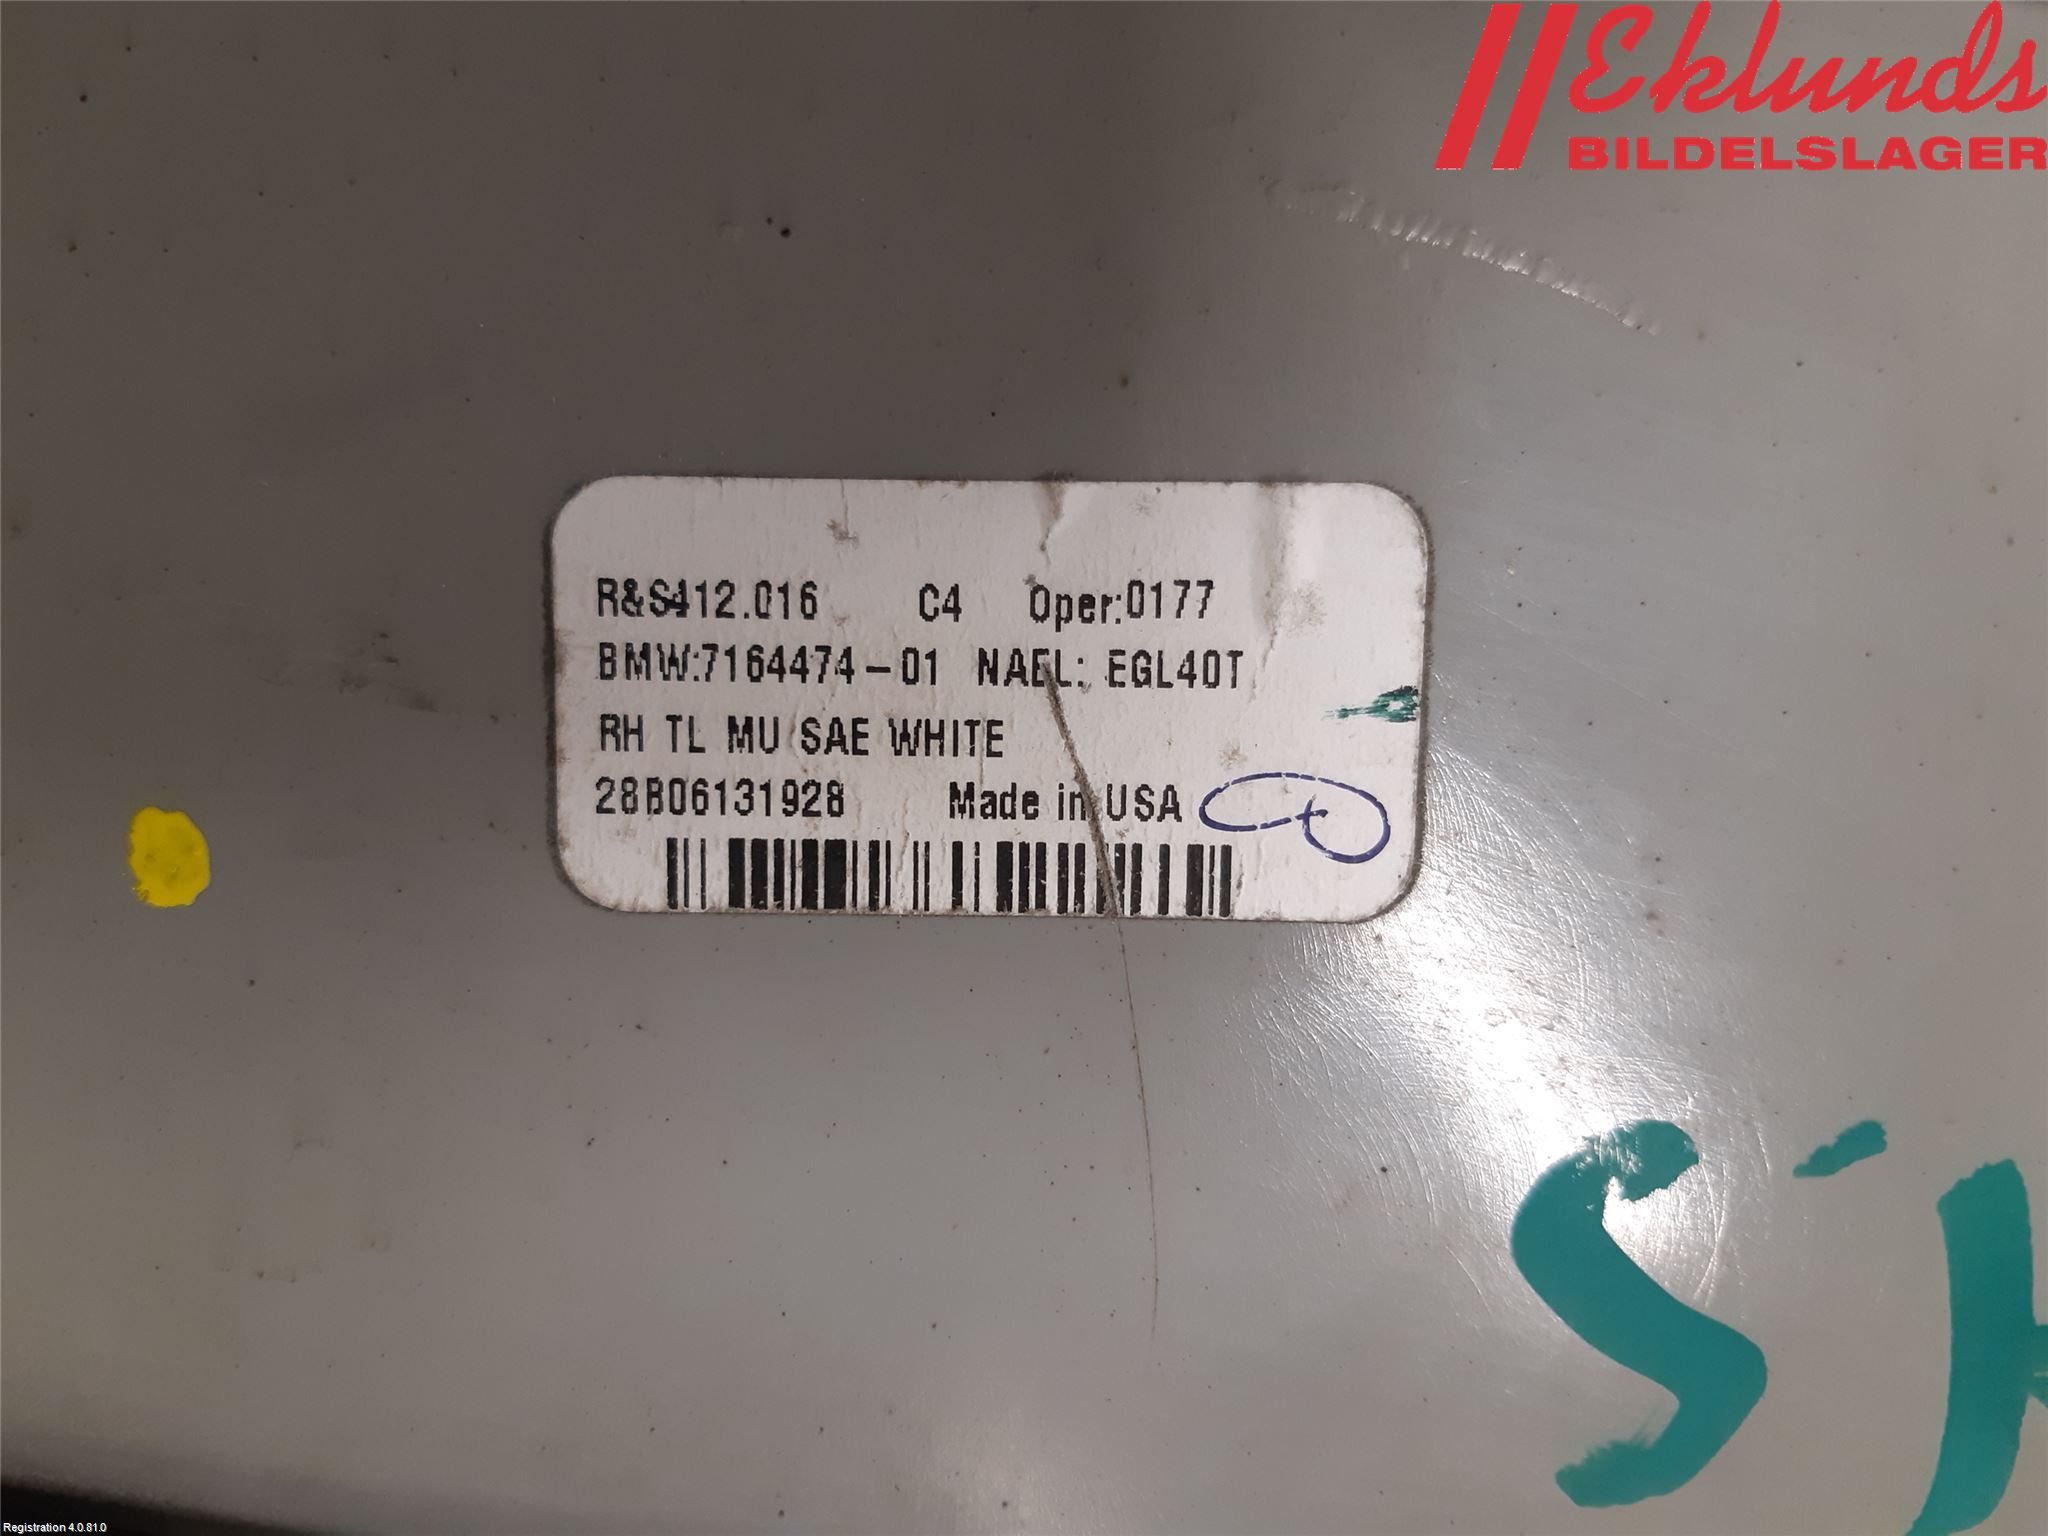 Eklunds
BILDELSLAGER
R&S412.016 C4 Oper:0177
BMW:7164474-01 NAEL: EGL40T
RH TL MU SAE WHITE
28B06131928 Made in USA
Registration 4.0.81.0